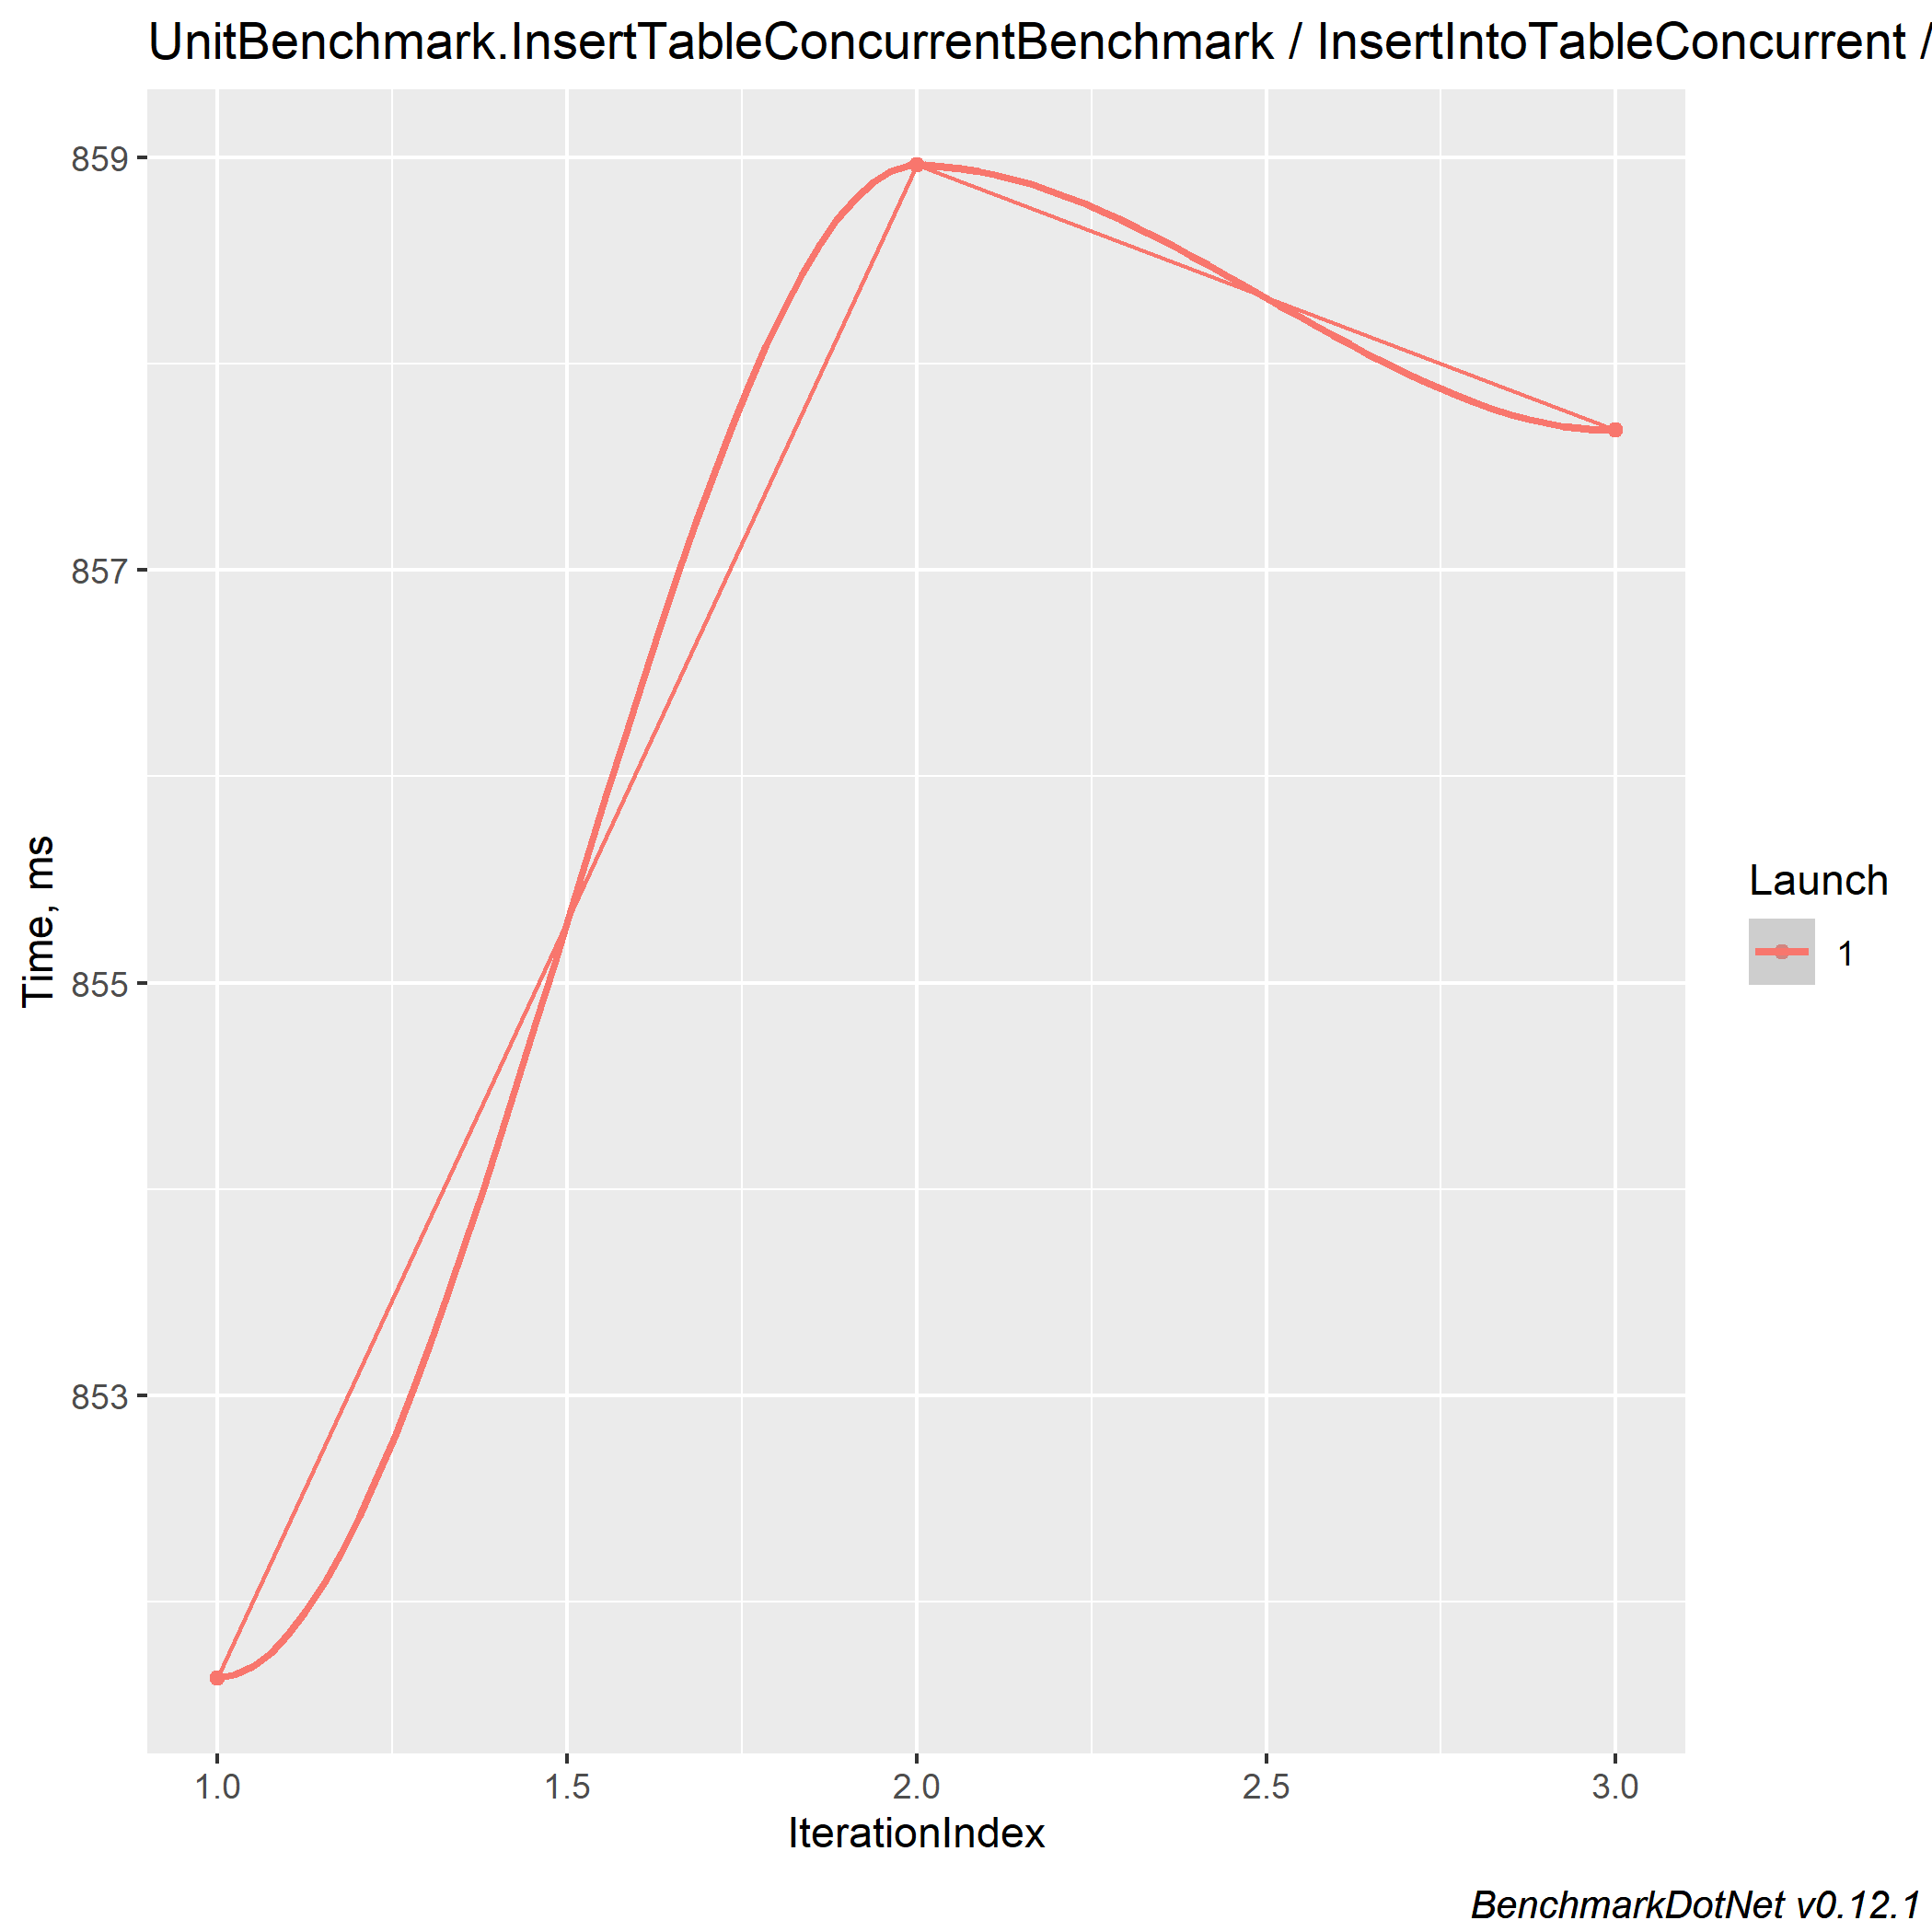 UnitBenchmark.InsertTableConcurrentBenchmark / InsertIntoTableConcurrent /
859
857
855
853
Time, ms
1.0 1.5 2.0 2.5 3.0
IterationIndex
Launch
1
BenchmarkDotNet v0.12.1